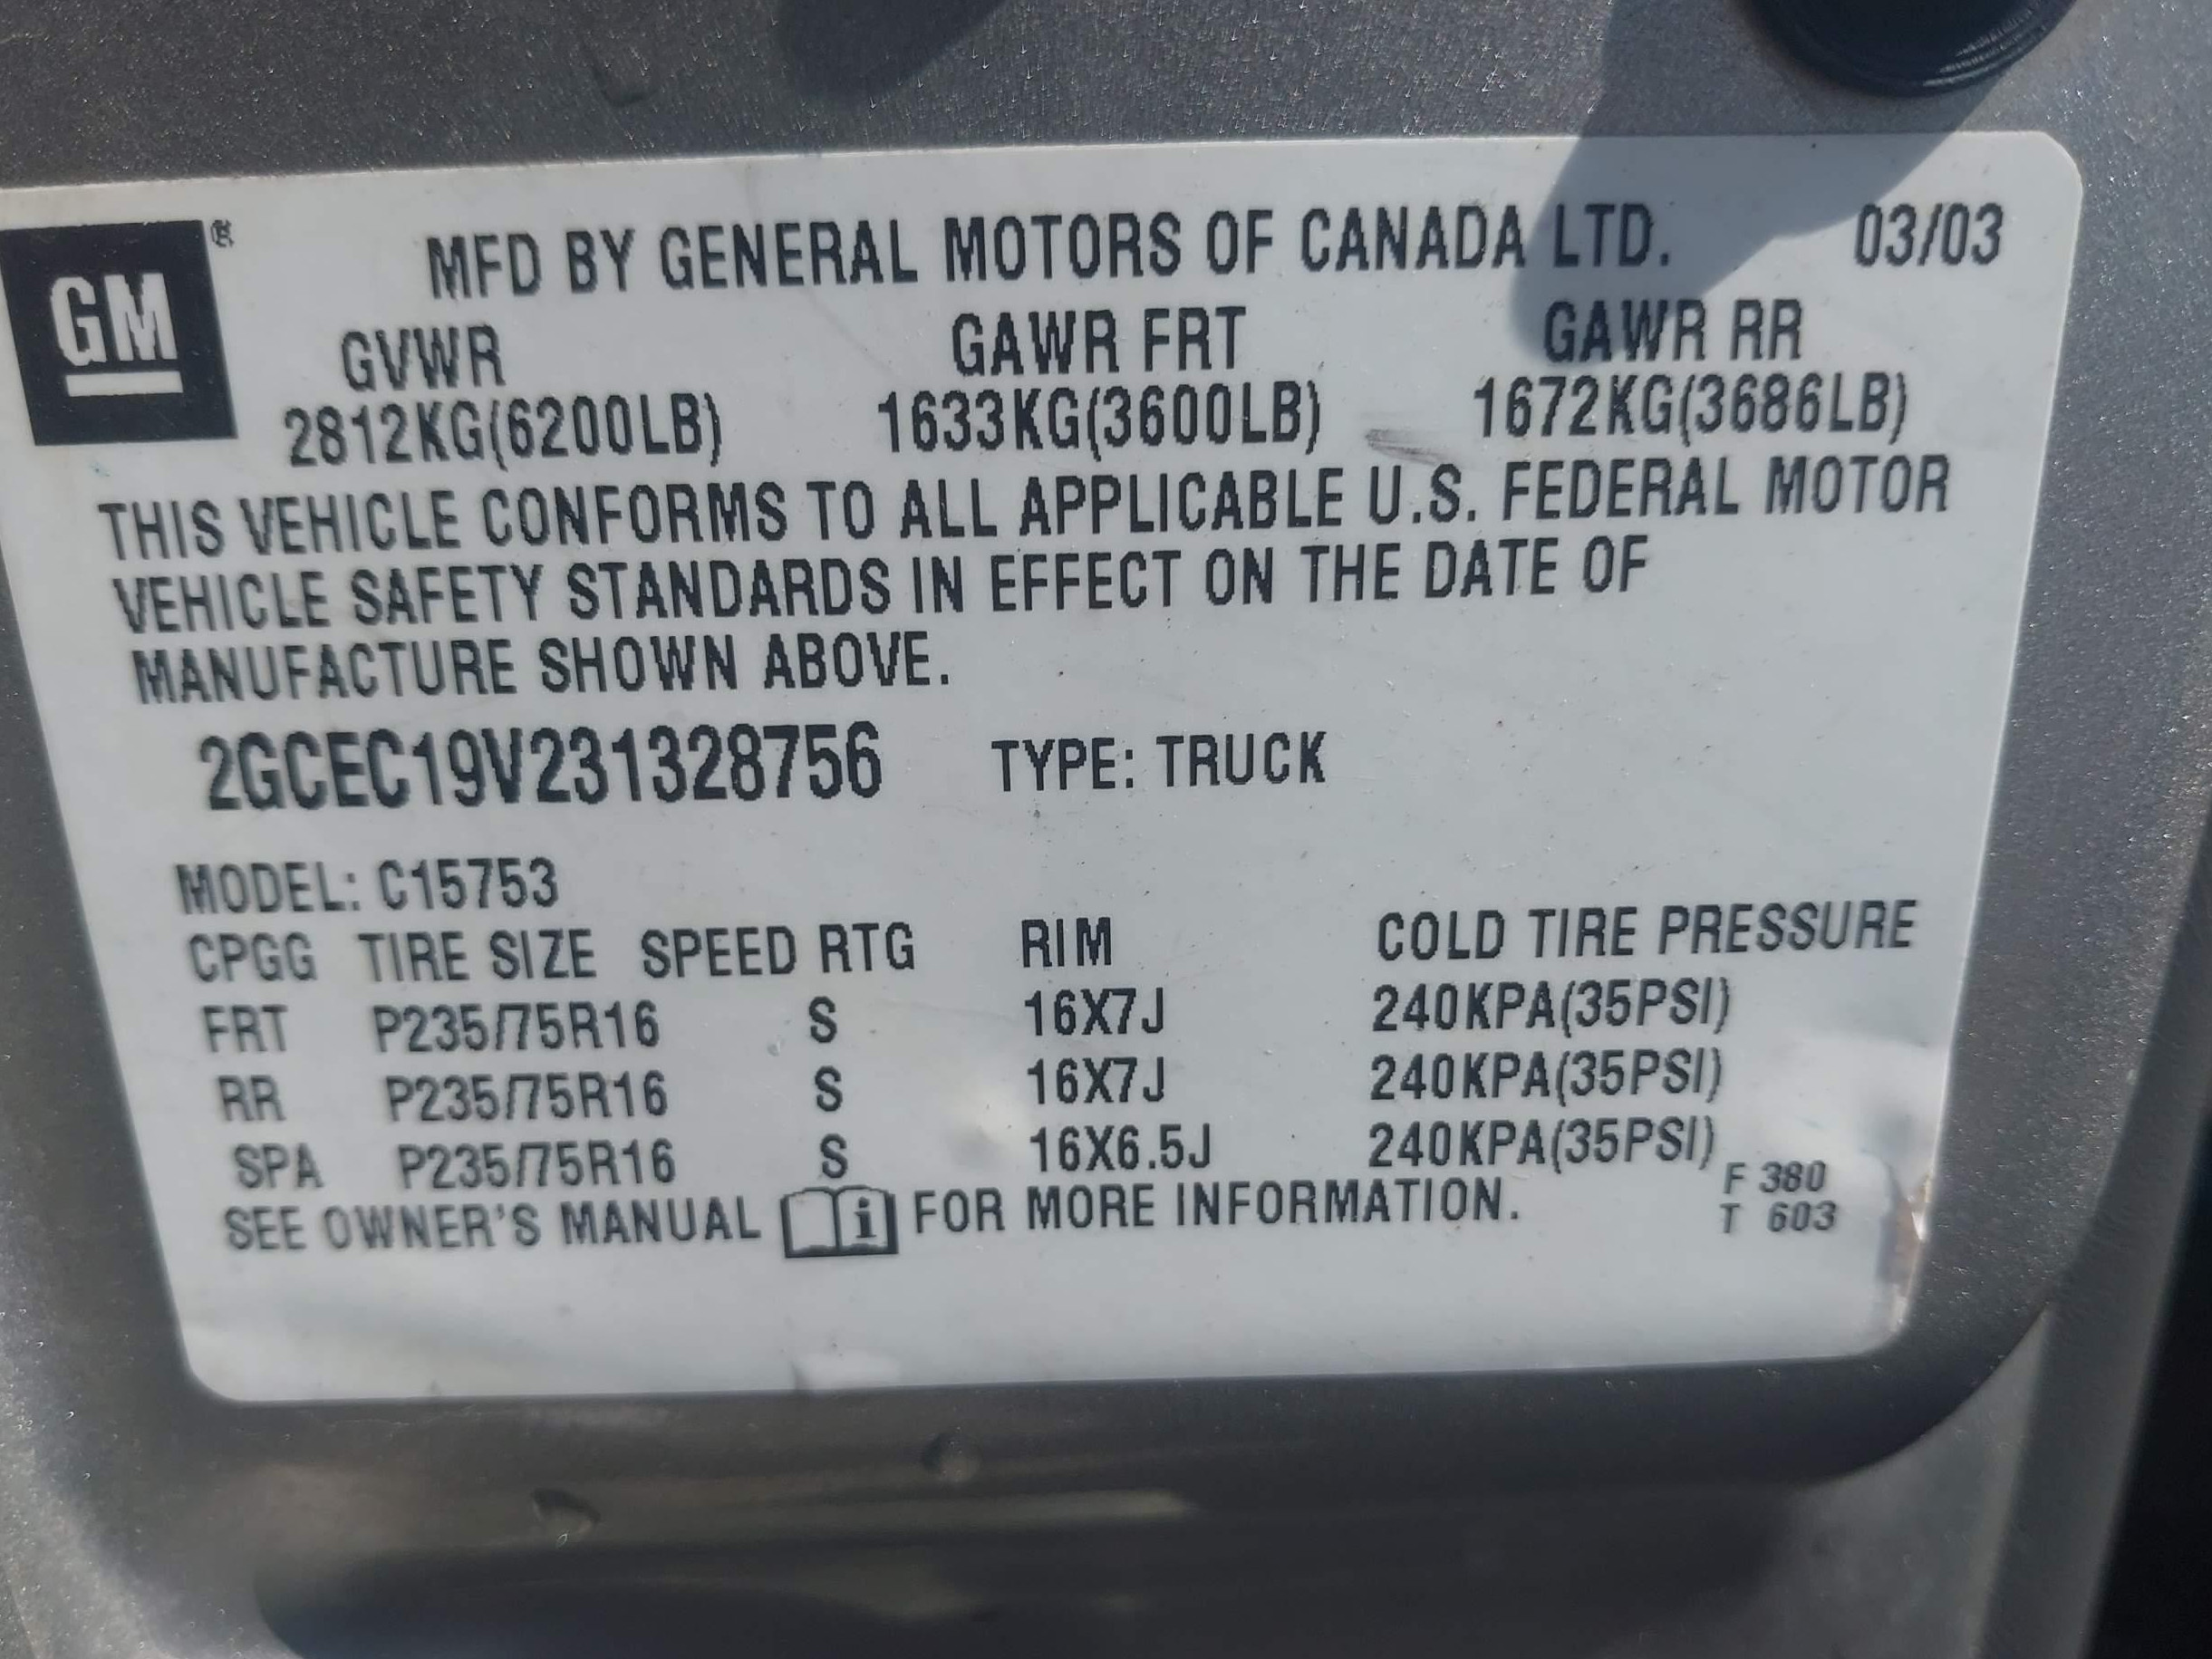 GM®
MFD BY GENERAL MOTORS OF CANADA LTD. 03/03
GVWR GAWR FRT GAWR RR
2812KG(6200LB) 1633KG(3600LB) 1672KG(3686LB)
THIS VEHICLE CONFORMS TO ALL APPLICABLE U.S. FEDERAL MOTOR
VEHICLE SAFETY STANDARDS IN EFFECT ON THE DATE OF
MANUFACTURE SHOWN ABOVE.
2GCEC19V231328756 TYPE: TRUCK
MODEL: C15753
CPGG TIRE SIZE SPEED RTG RIM COLD TIRE PRESSURE
FRT P235/75R16 S 16X7J 240KPA(35PSI)
RR P235/75R16 S 16X7J 240KPA(35PSI)
SPA P235/75R16 S 16X6.5J 240KPA(35PSI)
SEE OWNER'S MANUAL i FOR MORE INFORMATION.
F 380
T 603